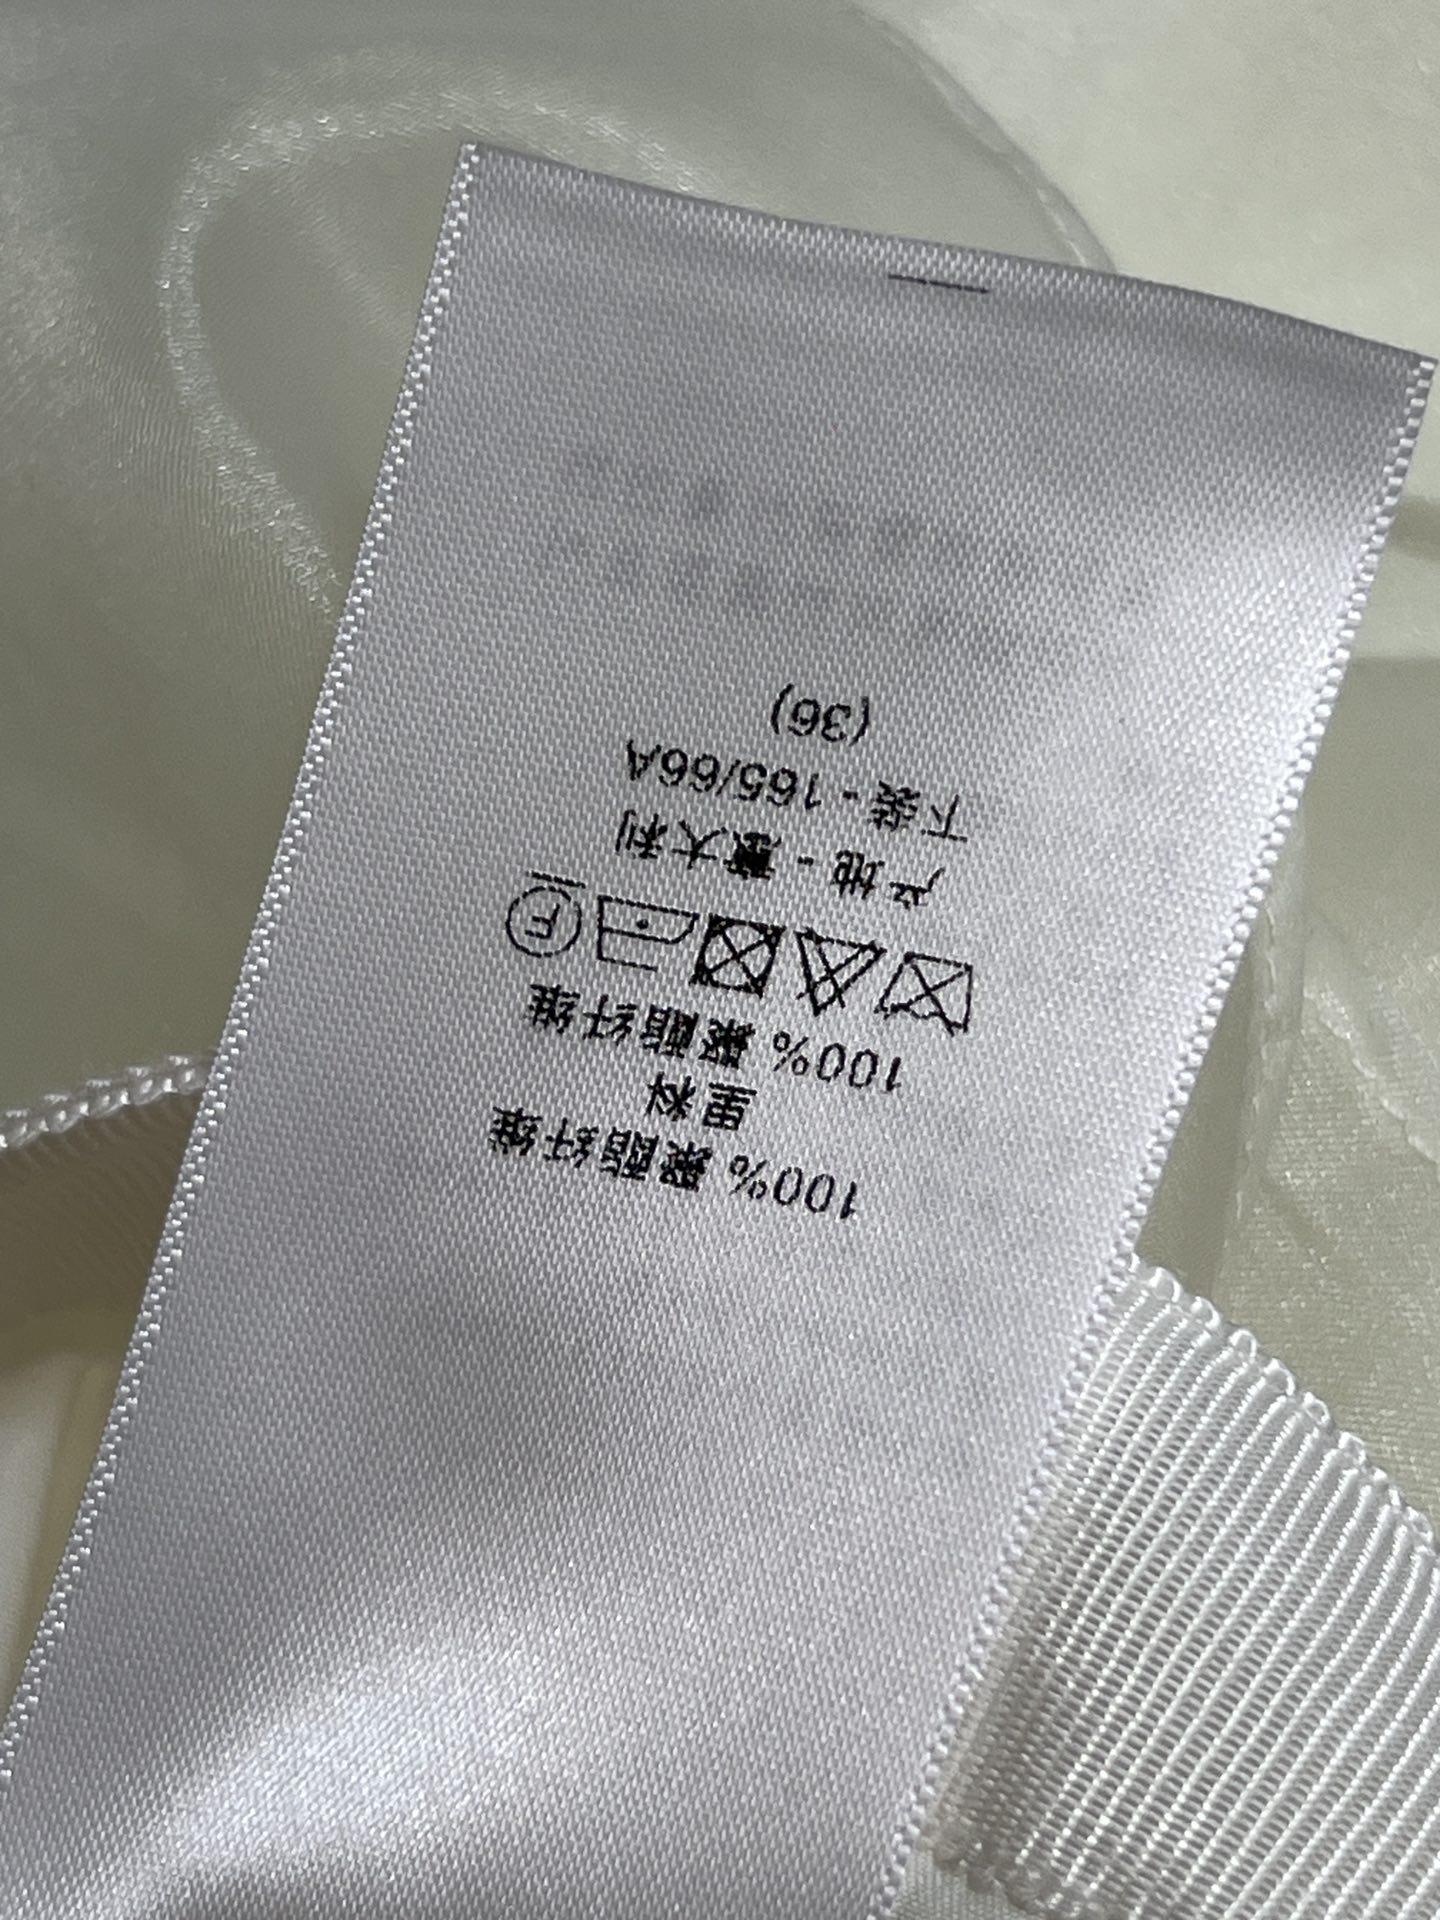 100% 聚酯纤维
里料
100% 聚酯纤维
F
产地 - 意大利
下装 - 165/66A
(36)